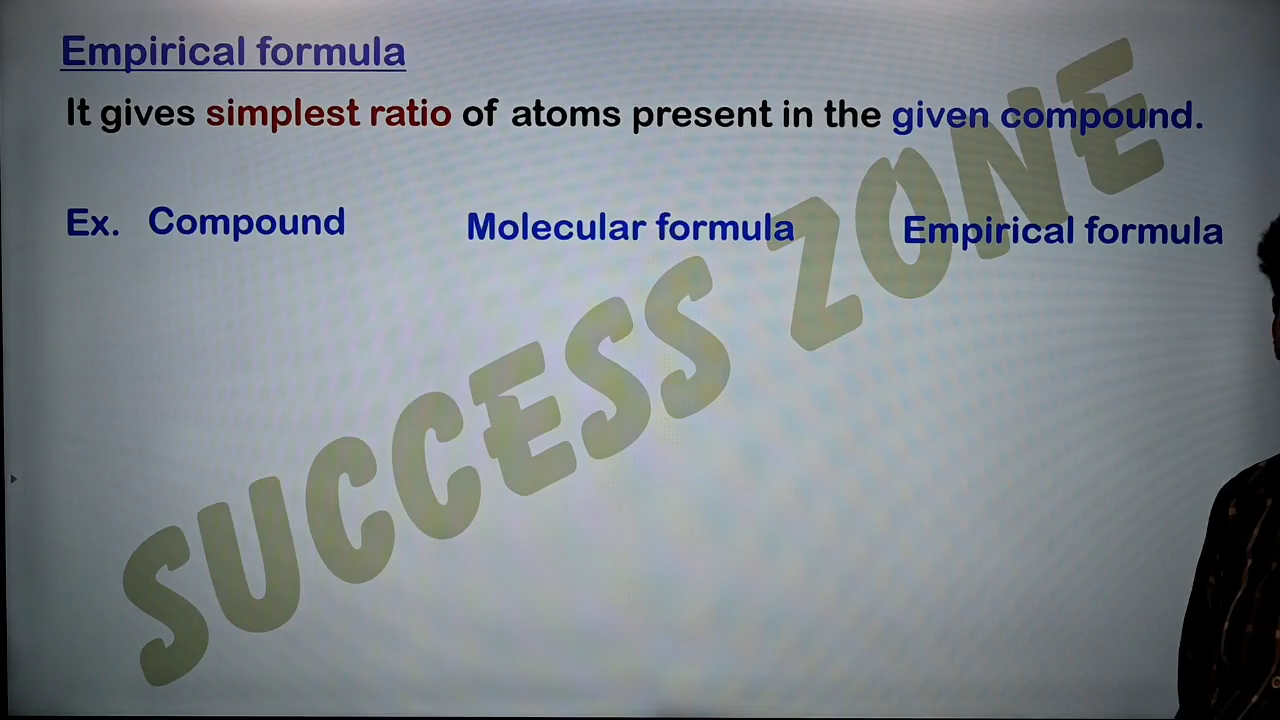 Empirical formula
It gives simplest ratio of atoms present in the given compound.
Ex. Compound Molecular formula Empirical formula
SUCCESS ZONE